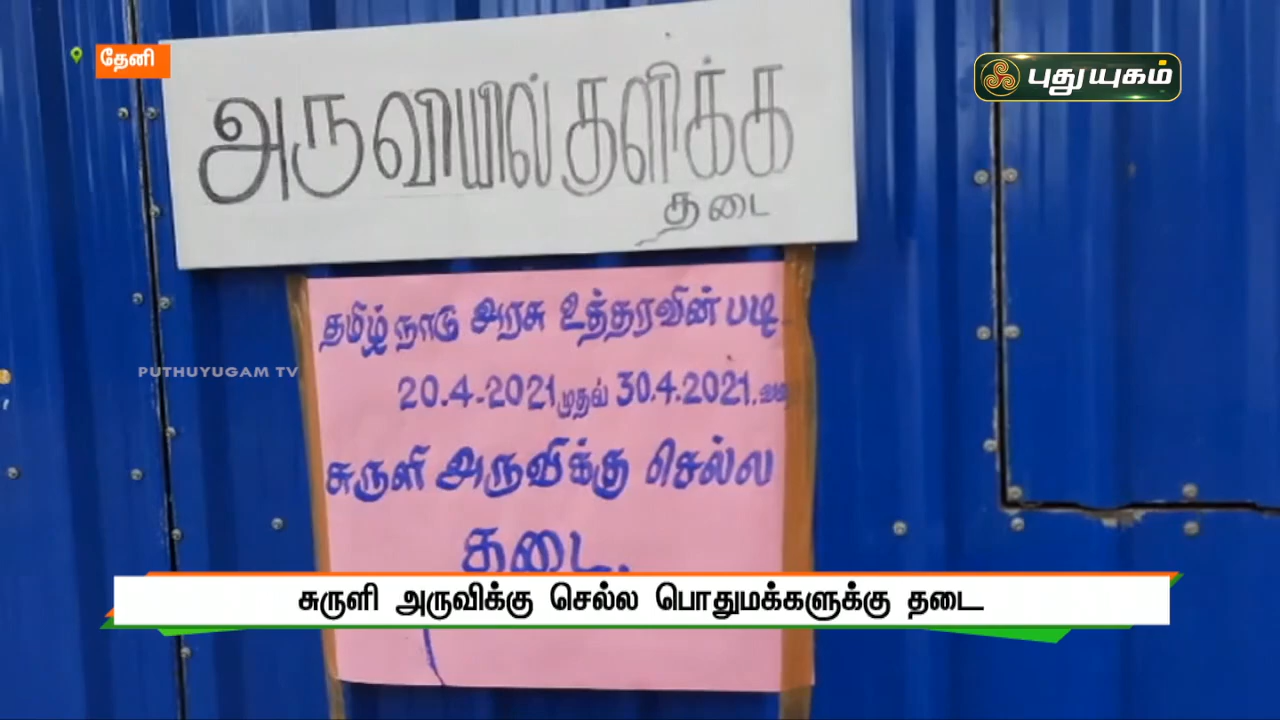 தேனி
புதுயுகம்
அருவியில் குளிக்க
தடை
தமிழ்நாடு அரசு உத்தரவின் படி
20.4-2021 முதல் 30.4.2021.
PUTHUYUGAM TV
சுருளி அருவிக்கு செல்ல
தடை.
சுருளி அருவிக்கு செல்ல பொதுமக்களுக்கு தடை